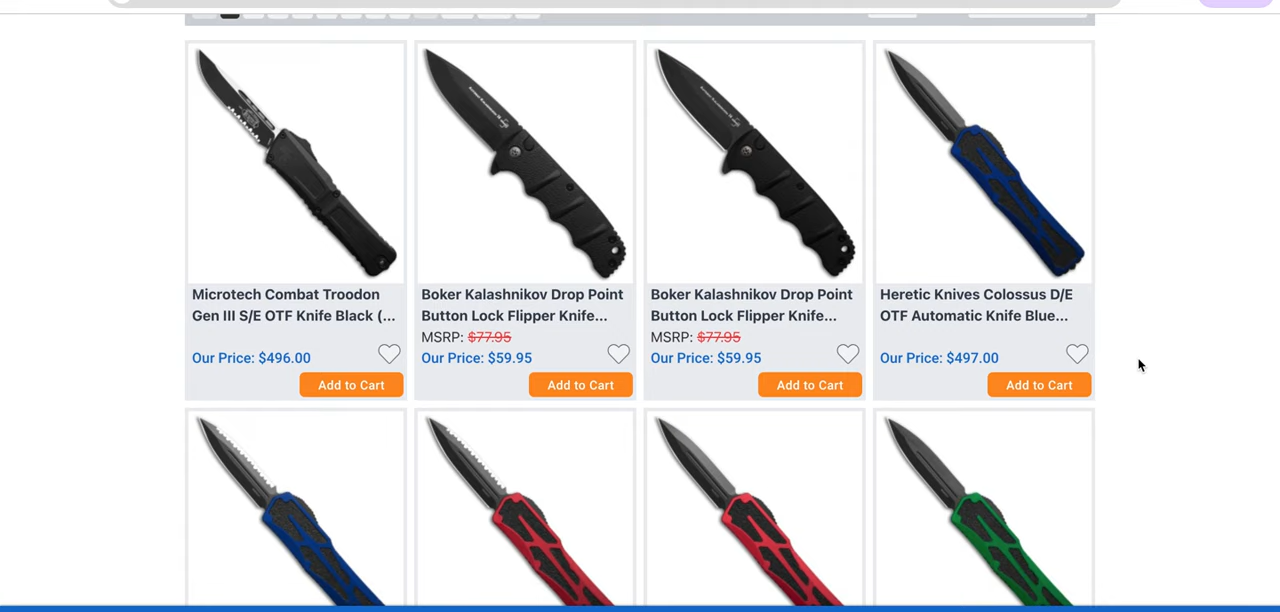 Microtech Combat Troodon
Gen III S/E OTF Knife Black (...
Our Price: $496.00
Add to Cart
Boker Kalashnikov Drop Point
Button Lock Flipper Knife...
MSRP: $77.95
Our Price: $59.95
Add to Cart
Boker Kalashnikov Drop Point
Button Lock Flipper Knife...
MSRP: $77.95
Our Price: $59.95
Add to Cart
Heretic Knives Colossus D/E
OTF Automatic Knife Blue...
Our Price: $497.00
Add to Cart